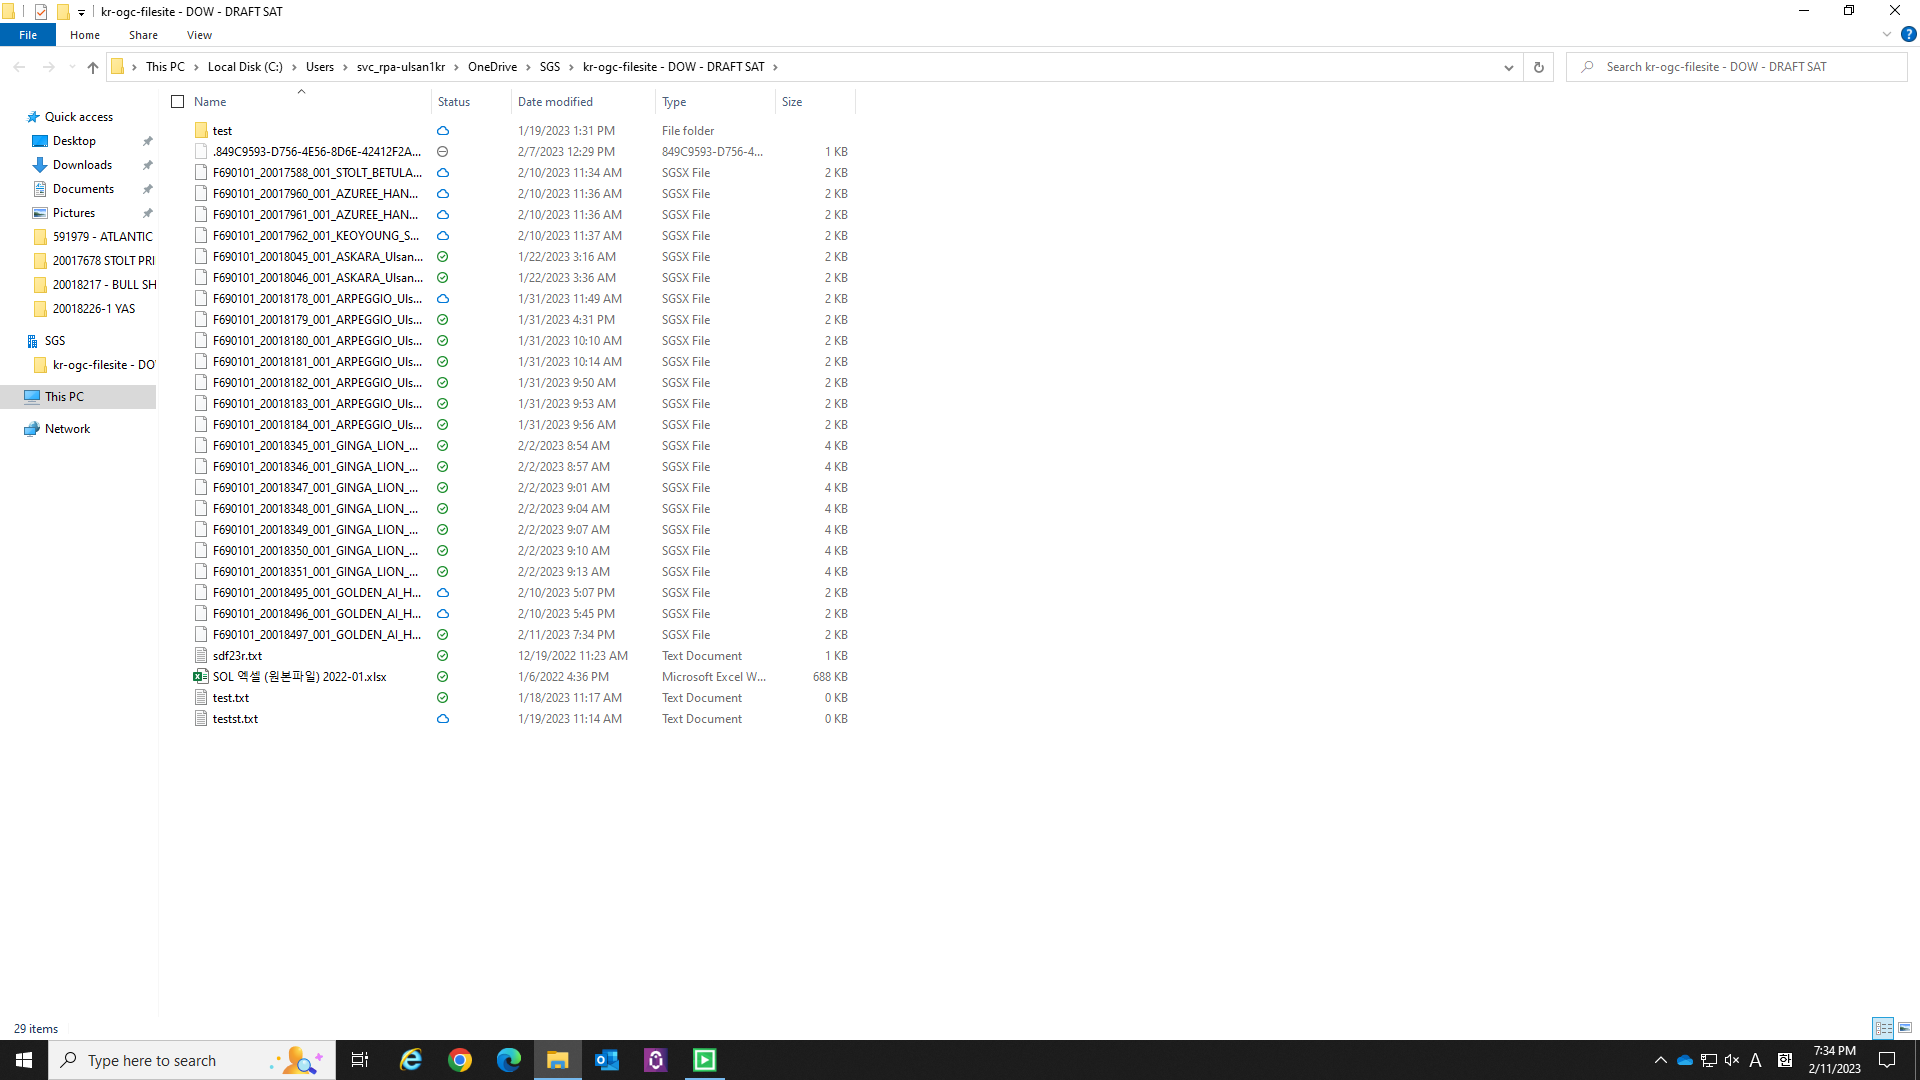 kr-ogc-filesite - DOW - DRAFT SAT
File Home Share View
This PC > Local Disk (C:) > Users > svc_rpa-ulsan1kr > OneDrive > SGS > kr-ogc-filesite - DOW - DRAFT SAT >
Search kr-ogc-filesite - DOW - DRAFT SAT
Quick access
Desktop
Downloads
Documents
Pictures
591979 - ATLANTIC
20017678 STOLT PRI
20018217 - BULL SH
20018226-1 YAS
SGS
kr-ogc-filesite - DO
This PC
Network
Name Status Date modified Type Size
test 1/19/2023 1:31 PM File folder
.849C9593-D756-4E56-8D6E-42412F2A... 2/7/2023 12:29 PM 849C9593-D756-4... 1 KB
F690101_20017588_001_STOLT_BETULA... 2/10/2023 11:34 AM SGSX File 2 KB
F690101_20017960_001_AZUREE_HAN... 2/10/2023 11:36 AM SGSX File 2 KB
F690101_20017961_001_AZUREE_HAN... 2/10/2023 11:36 AM SGSX File 2 KB
F690101_20017962_001_KEOYOUNG_S... 2/10/2023 11:37 AM SGSX File 2 KB
F690101_20018045_001_ASKARA_Ulsan... 1/22/2023 3:16 AM SGSX File 2 KB
F690101_20018046_001_ASKARA_Ulsan... 1/22/2023 3:36 AM SGSX File 2 KB
F690101_20018178_001_ARPEGGIO_Uls... 1/31/2023 11:49 AM SGSX File 2 KB
F690101_20018179_001_ARPEGGIO_Uls... 1/31/2023 4:31 PM SGSX File 2 KB
F690101_20018180_001_ARPEGGIO_Uls... 1/31/2023 10:10 AM SGSX File 2 KB
F690101_20018181_001_ARPEGGIO_Uls... 1/31/2023 10:14 AM SGSX File 2 KB
F690101_20018182_001_ARPEGGIO_Uls... 1/31/2023 9:50 AM SGSX File 2 KB
F690101_20018183_001_ARPEGGIO_Uls... 1/31/2023 9:53 AM SGSX File 2 KB
F690101_20018184_001_ARPEGGIO_Uls... 1/31/2023 9:56 AM SGSX File 2 KB
F690101_20018345_001_GINGA_LION_... 2/2/2023 8:54 AM SGSX File 4 KB
F690101_20018346_001_GINGA_LION_... 2/2/2023 8:57 AM SGSX File 4 KB
F690101_20018347_001_GINGA_LION_... 2/2/2023 9:01 AM SGSX File 4 KB
F690101_20018348_001_GINGA_LION_... 2/2/2023 9:04 AM SGSX File 4 KB
F690101_20018349_001_GINGA_LION_... 2/2/2023 9:07 AM SGSX File 4 KB
F690101_20018350_001_GINGA_LION_... 2/2/2023 9:10 AM SGSX File 4 KB
F690101_20018351_001_GINGA_LION_... 2/2/2023 9:13 AM SGSX File 4 KB
F690101_20018495_001_GOLDEN_AI_H... 2/10/2023 5:07 PM SGSX File 2 KB
F690101_20018496_001_GOLDEN_AI_H... 2/10/2023 5:45 PM SGSX File 2 KB
F690101_20018497_001_GOLDEN_AI_H... 2/11/2023 7:34 PM SGSX File 2 KB
sdf23r.txt 12/19/2022 11:23 AM Text Document 1 KB
SOL 엑셀 (원본파일) 2022-01.xlsx 1/6/2022 4:36 PM Microsoft Excel W... 688 KB
test.txt 1/18/2023 11:17 AM Text Document 0 KB
testst.txt 1/19/2023 11:14 AM Text Document 0 KB
29 items
Type here to search
A 한 7:34 PM
2/11/2023